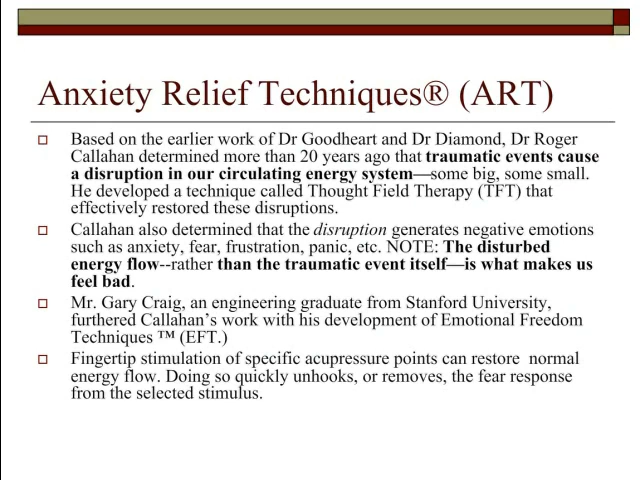 Anxiety Relief Techniques® (ART)
Based on the earlier work of Dr Goodheart and Dr Diamond, Dr Roger
Callahan determined more than 20 years ago that traumatic events cause
a disruption in our circulating energy system—some big, some small.
He developed a technique called Thought Field Therapy (TFT) that
effectively restored these disruptions.
Callahan also determined that the disruption generates negative emotions
such as anxiety, fear, frustration, panic, etc. NOTE: The disturbed
energy flow--rather than the traumatic event itself—is what makes us
feel bad.
Mr. Gary Craig, an engineering graduate from Stanford University,
furthered Callahan's work with his development of Emotional Freedom
Techniques ™ (EFT.)
Fingertip stimulation of specific acupressure points can restore  normal
energy flow. Doing so quickly unhooks, or removes, the fear response
from the selected stimulus.